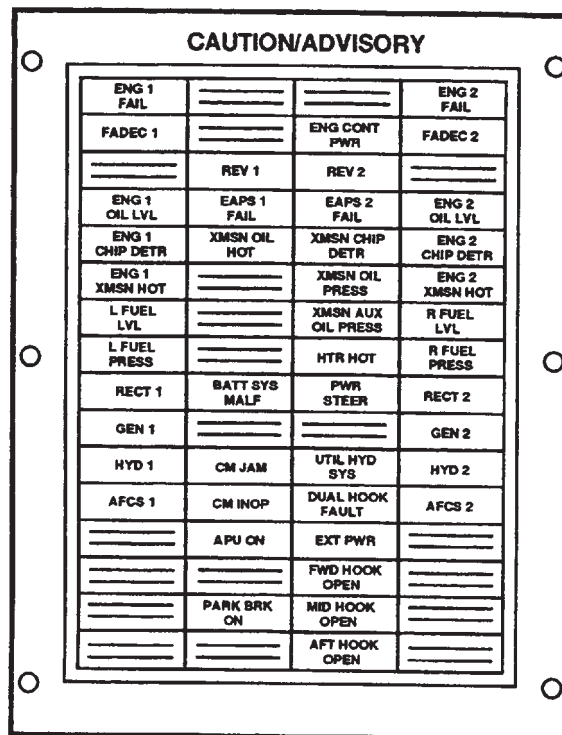 CAUTION/ADVISORY
ENG 1
FAIL
ENG 2
FAIL
FADEC 1
ENG CONT
PWR
FADEC 2
REV 1
REV 2
ENG 1
OIL LVL
EAPS 1
FAIL
EAPS 2
FAIL
ENG 2
OIL LVL
ENG 1
CHIP DETR
XMSN OIL
HOT
XMSN CHIP
DETR
ENG 2
CHIP DETR
ENG 1
XMSN HOT
XMSN OIL
PRESS
ENG 2
XMSN HOT
L FUEL
LVL
XMSN AUX
OIL PRESS
R FUEL
LVL
L FUEL
PRESS
HTR HOT
R FUEL
PRESS
RECT 1
BATT SYS
MALF
PWR
STEER
RECT 2
GEN 1
GEN 2
HYD 1
CM JAM
UTIL HYD
SYS
HYD 2
AFCS 1
CM INOP
DUAL HOOK
FAULT
AFCS 2
APU ON
EXT PWR
FWD HOOK
OPEN
PARK BRK
ON
MID HOOK
OPEN
AFT HOOK
OPEN